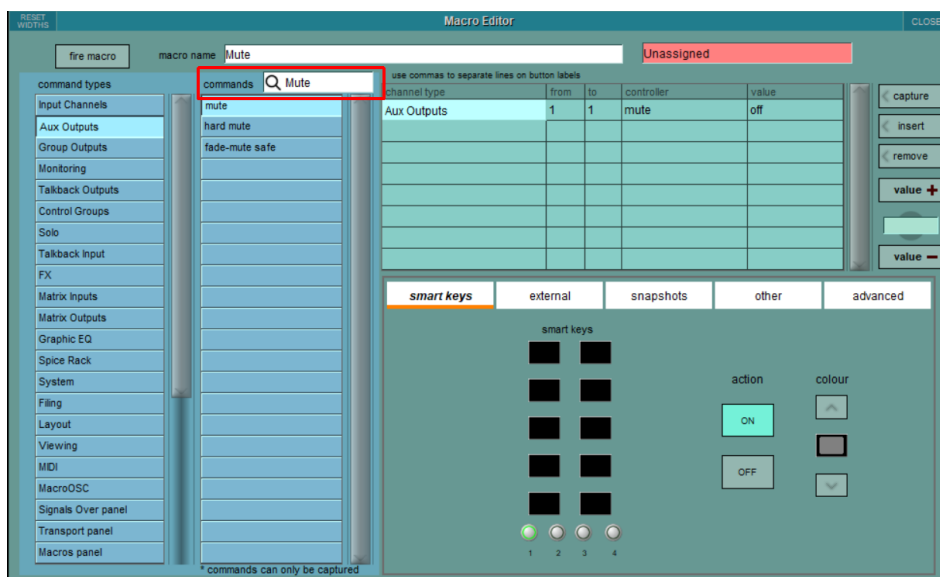 RESET
WIDTHS
Macro Editor
CLOSE
fire macro
macro name
Mute
Unassigned
command types
commands
Mute
use commas to separate lines on button labels
Input Channels
Aux Outputs
Group Outputs
Monitoring
Talkback Outputs
Control Groups
Solo
Talkback Input
FX
Matrix Inputs
Matrix Outputs
Graphic EQ
Spice Rack
System
Filing
Layout
Viewing
MIDI
MacroOSC
Signals Over panel
Transport panel
Macros panel
mute
hard mute
fade-mute safe
* commands can only be captured
channel type from to controller value
Aux Outputs 1 1 mute off
capture
insert
remove
value +
value −
smart keys external snapshots other advanced
smart keys
1 2 3 4
action
ON
OFF
colour